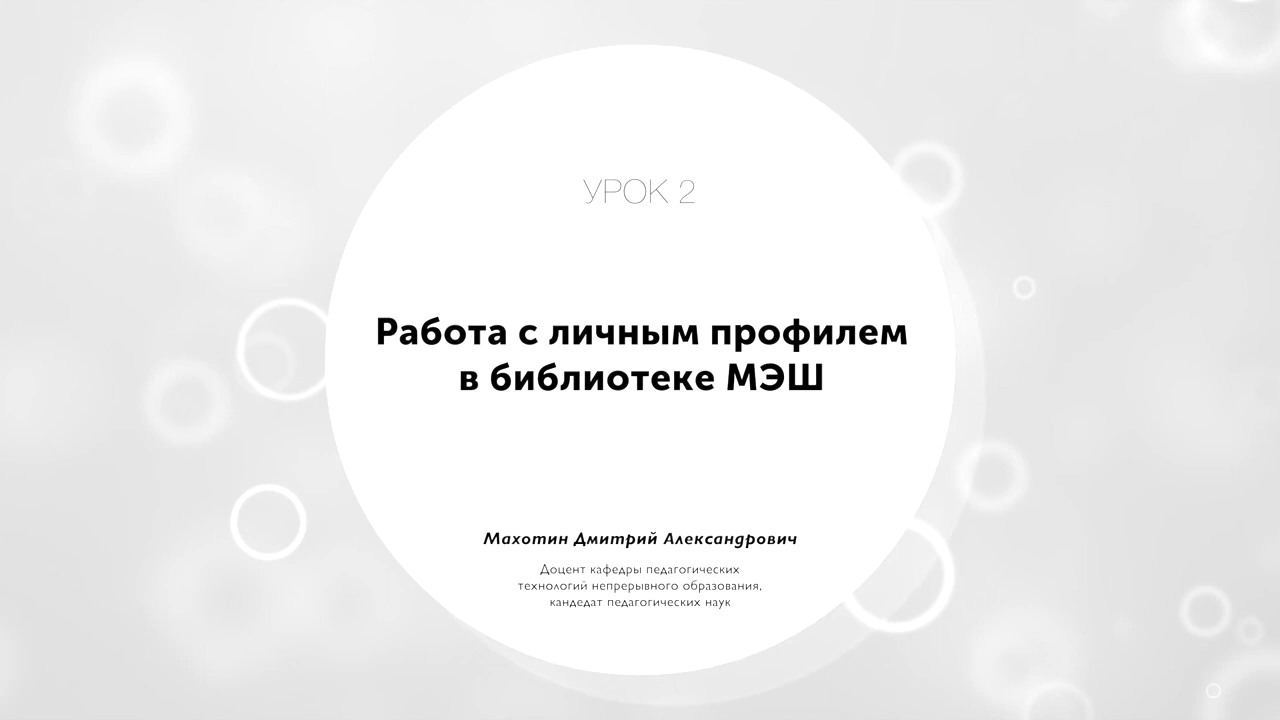 УРОК 2
Работа с личным профилем
в библиотеке МЭШ
Махотин Дмитрий Александрович
Доцент кафедры педагогических
технологий непрерывного образования,
кандедат педагогических наук